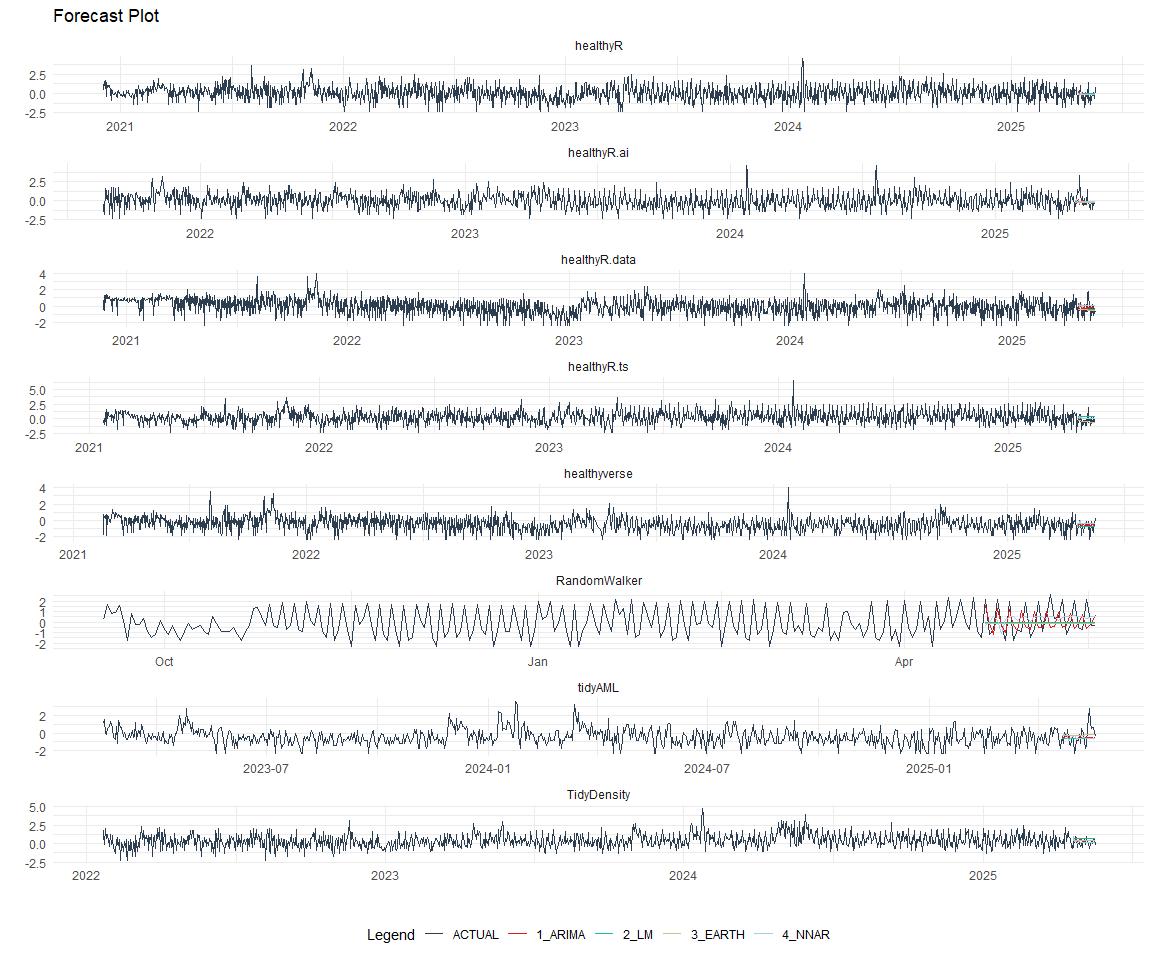 Forecast Plot
healthyR
2.5
0.0
-2.5
2021 2022 2023 2024 2025
healthyR.ai
2.5
0.0
-2.5
2022 2023 2024 2025
healthyR.data
4
2
0
-2
2021 2022 2023 2024 2025
healthyR.ts
5.0
2.5
0.0
-2.5
2021 2022 2023 2024 2025
healthyverse
4
2
0
-2
2021 2022 2023 2024 2025
RandomWalker
2
1
0
-1
-2
Oct Jan Apr
tidyAML
2
0
-2
2023-07 2024-01 2024-07 2025-01
TidyDensity
5.0
2.5
0.0
-2.5
2022 2023 2024 2025
Legend ACTUAL 1_ARIMA 2_LM 3_EARTH 4_NNAR